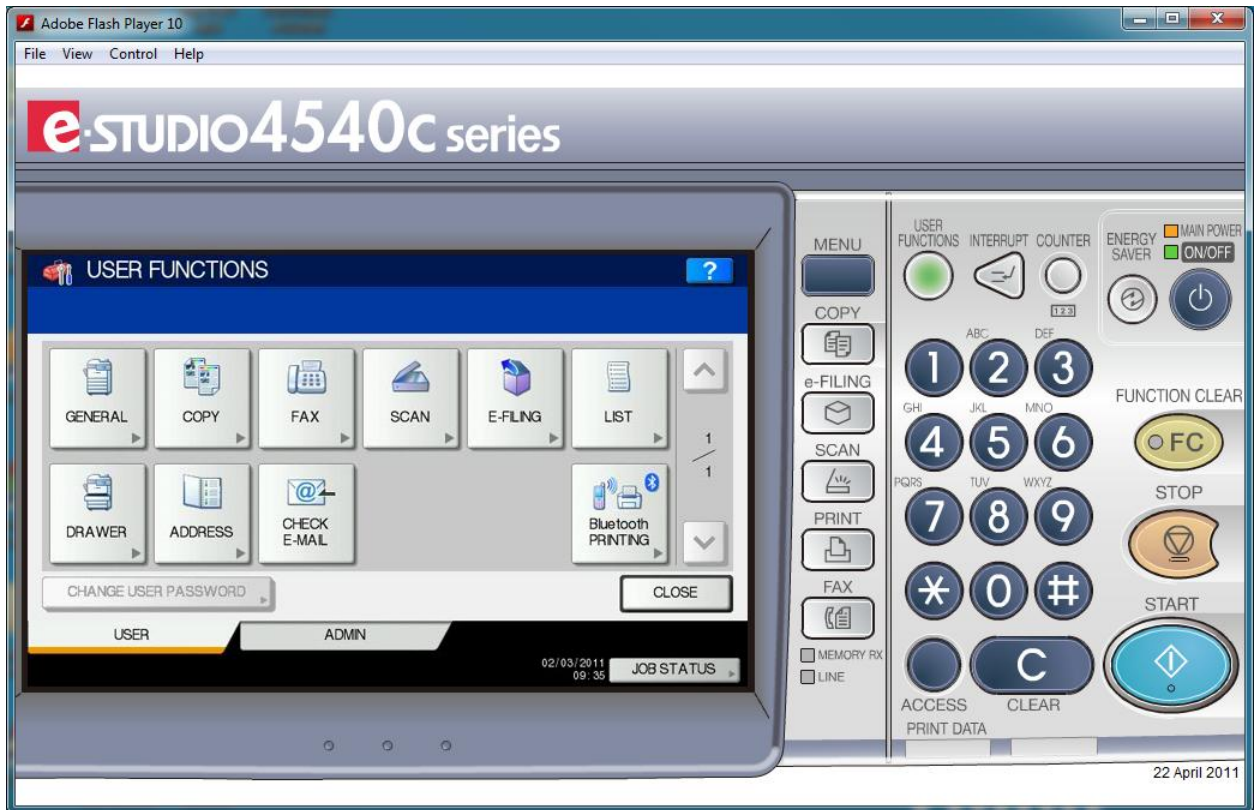 Adobe Flash Player 10
File View Control Help
e-STUDIO4540C series
USER FUNCTIONS ?
GENERAL COPY FAX SCAN E-FILING LIST
1
1
DRAWER ADDRESS CHECK E-MAIL Bluetooth PRINTING
CHANGE USER PASSWORD CLOSE
USER ADMIN
02/03/2011
09:35 JOB STATUS
MENU
COPY
e-FILING
SCAN
PRINT
FAX
MEMORY RX
LINE
USER FUNCTIONS INTERRUPT COUNTER
123
ENERGY SAVER
MAIN POWER
ON/OFF
ABC DEF
1 2 3
GHI JKL MNO
4 5 6
PQRS TUV WXYZ
7 8 9
* 0 #
C
ACCESS CLEAR
PRINT DATA
FUNCTION CLEAR
FC
STOP
START
22 April 2011